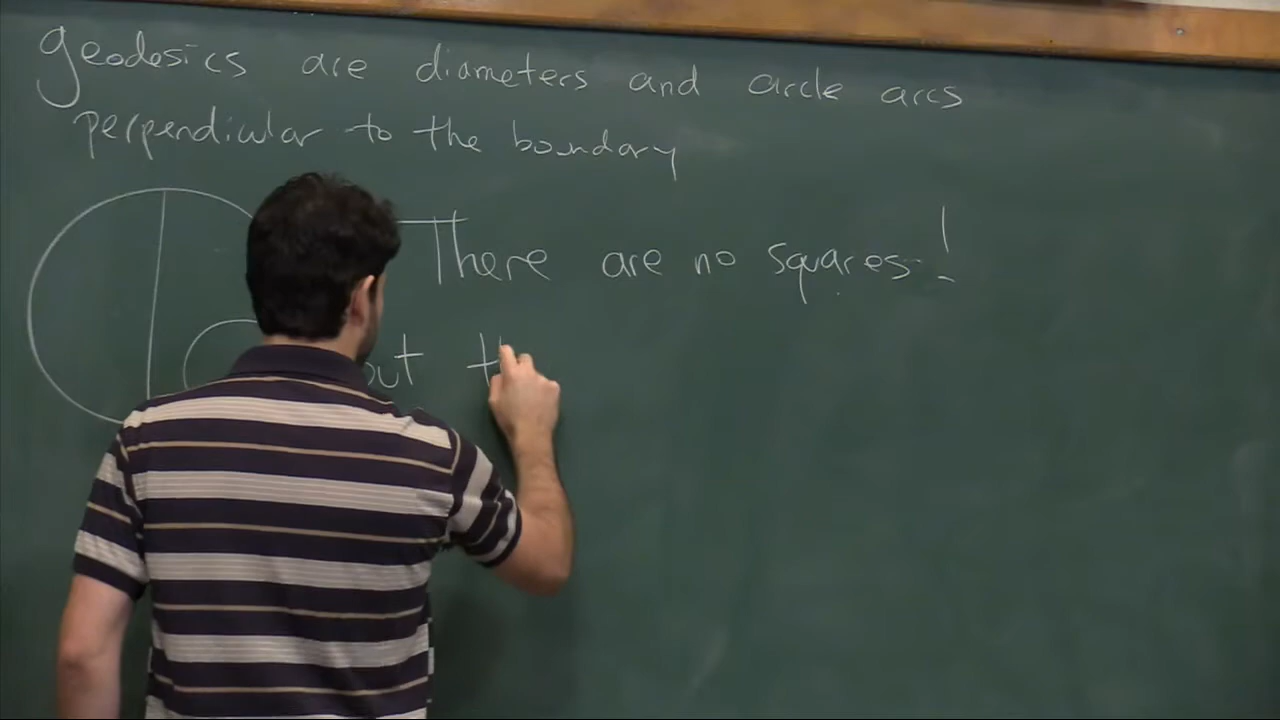 geodesics are diameters and circle arcs
perpendicular to the boundary
There are no squares!